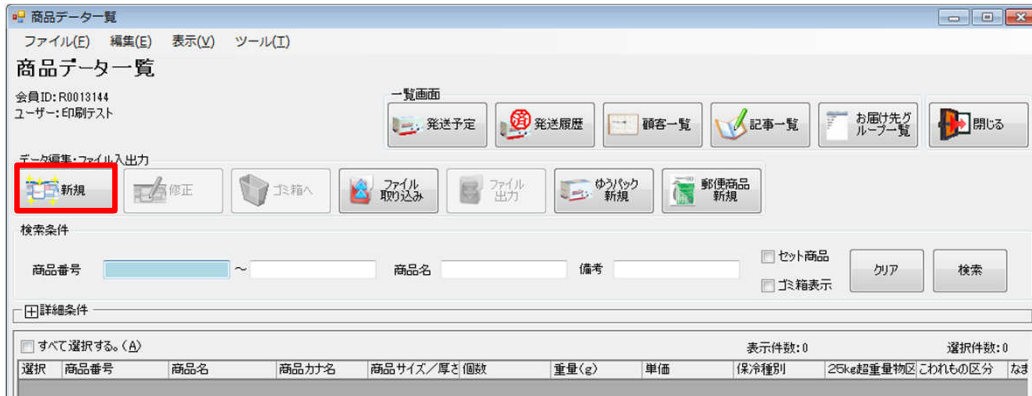 商品データ一覧
ファイル(F) 編集(E) 表示(V) ツール(T)
商品データ一覧
会員ID:R0013144
ユーザー:印刷テスト
一覧画面
発送予定
済 発送履歴
顧客一覧
記事一覧
お届け先グループ一覧
閉じる
データ編集・ファイル入出力
新規
修正
ゴミ箱へ
ファイル取り込み
ファイル出力
ゆうパック新規
郵便商品新規
検索条件
商品番号 ～ 商品名 備考
セット商品
ゴミ箱表示
クリア
検索
詳細条件
すべて選択する。(A) 表示件数:0 選択件数:0
選択 商品番号 商品名 商品カナ名 商品サイズ/厚さ 個数 重量(g) 単価 保冷種別 25kg超重量物区 こわれもの区分 なま